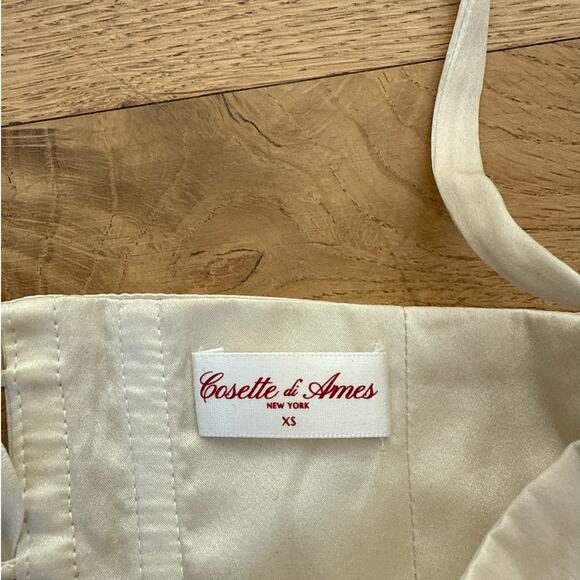 Cosette di Ames
NEW YORK
XS